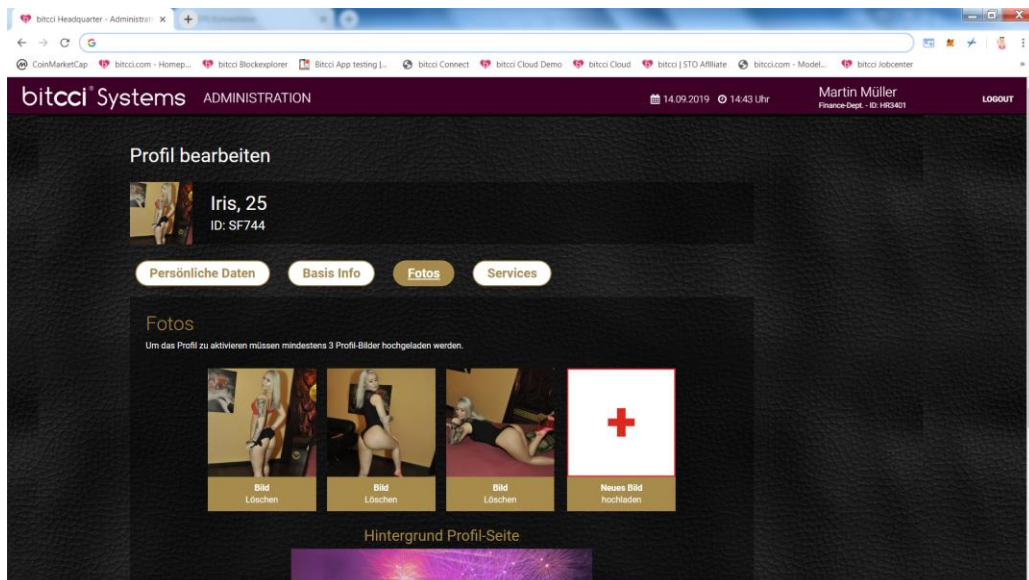 bitcci Headquarter - Administrati
CoinMarketCap
bitcci.com - Homep...
bitcci Blockexplorer
Bitcci App testing |...
bitcci Connect
bitcci Cloud Demo
bitcci Cloud
bitcci | STO Affiliate
bitcci.com - Model...
bitcci Jobcenter
bitcci® Systems ADMINISTRATION
14.09.2019 14:43 Uhr
Martin Müller
Finance-Dept. - ID: HR3401
LOGOUT
Profil bearbeiten
Iris, 25
ID: SF744
Persönliche Daten
Basis Info
Fotos
Services
Fotos
Um das Profil zu aktivieren müssen mindestens 3 Profil-Bilder hochgeladen werden.
Bild
Löschen
Bild
Löschen
Bild
Löschen
Neues Bild
hochladen
Hintergrund Profil-Seite